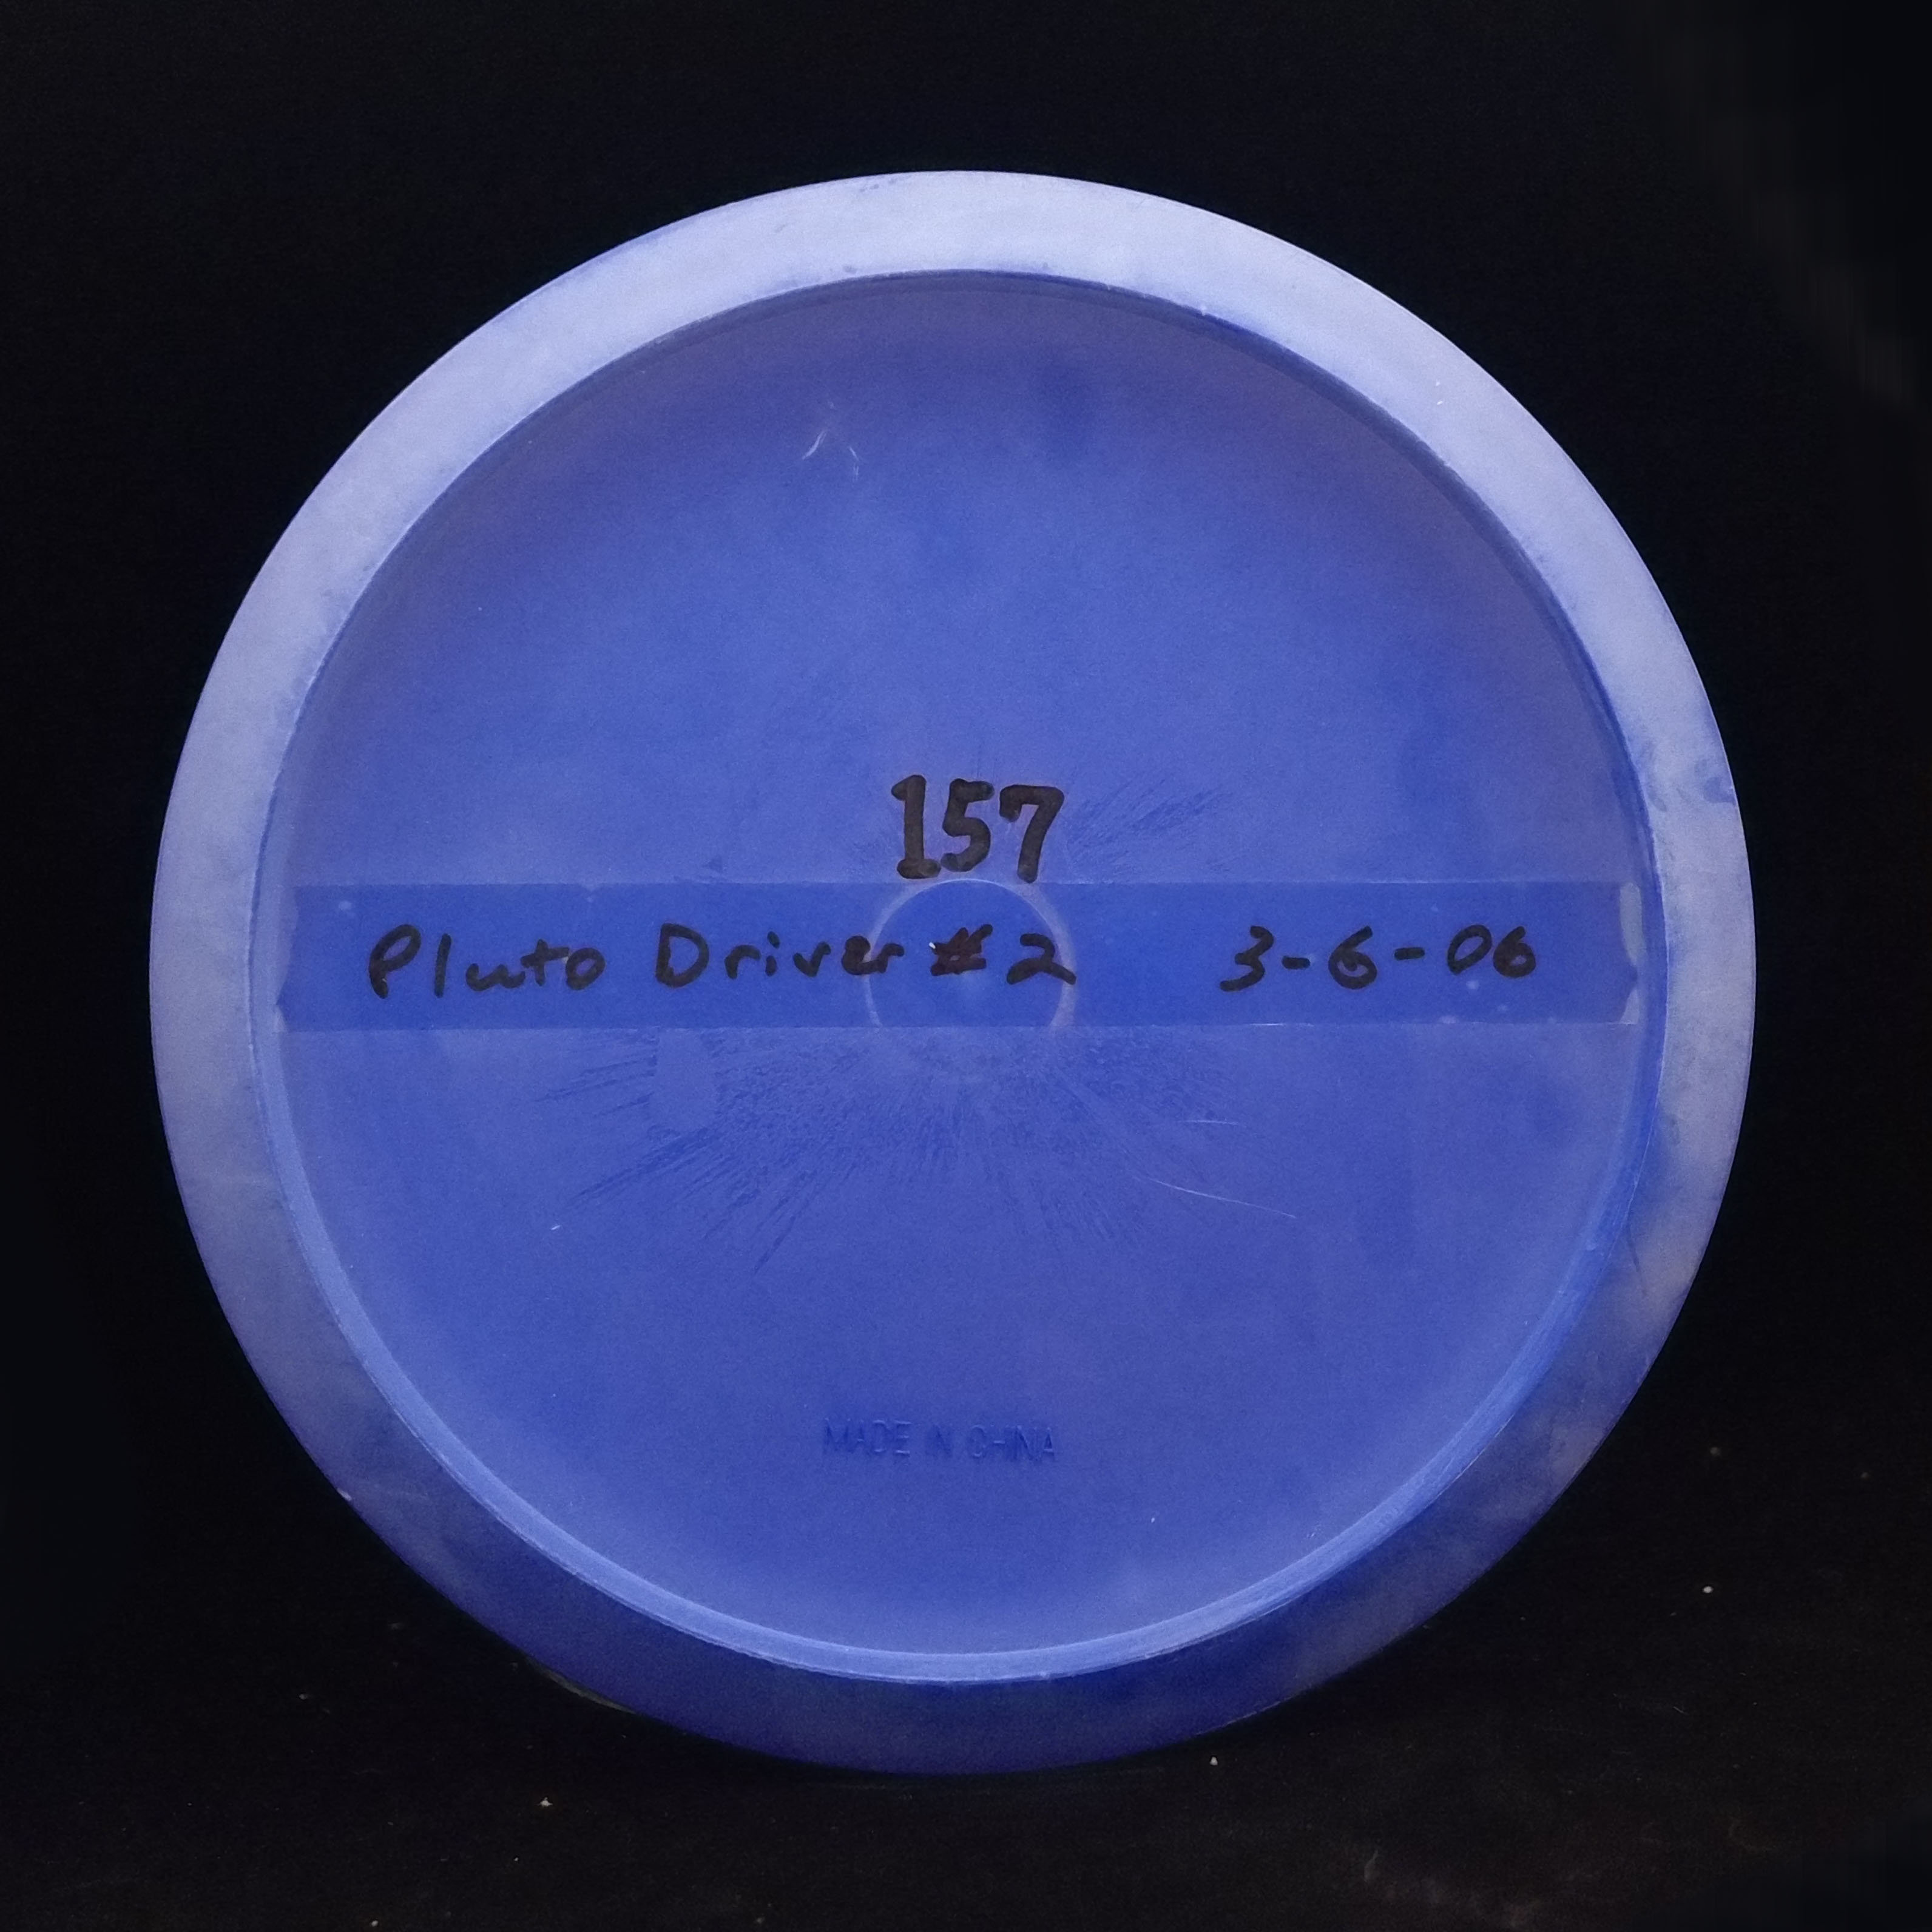 157
Pluto Driver #2 3-6-06
MADE IN CHINA